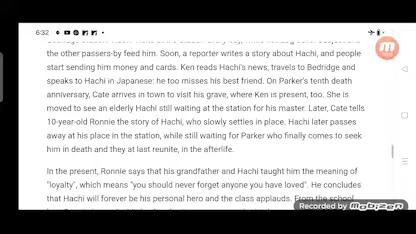 6:32
the other passers-by feed him. Soon, a reporter writes a story about Hachi, and people
start sending him money and cards. Ken reads Hachi's news, travels to Bedridge and
speaks to Hachi in Japanese: he too misses his best friend. On Parker's tenth death
anniversary, Cate arrives in town to visit his grave, where Ken is present, too. She
is moved to see an elderly Hachi still waiting at the station for his master. Later, Cate tells
10-year-old Ronnie the story of Hachi, who slowly settles in place. Hachi later passes
away at his place in the station, while still waiting for Parker who finally comes to seek
him in death and they at last reunite, in the afterlife.
In the present, Ronnie says that his grandfather and Hachi taught him the meaning of
"loyalty", which means "you should never forget anyone you have loved". He concludes
that Hachi will forever be his personal hero and the class applauds. From the school
Recorded by mobizen